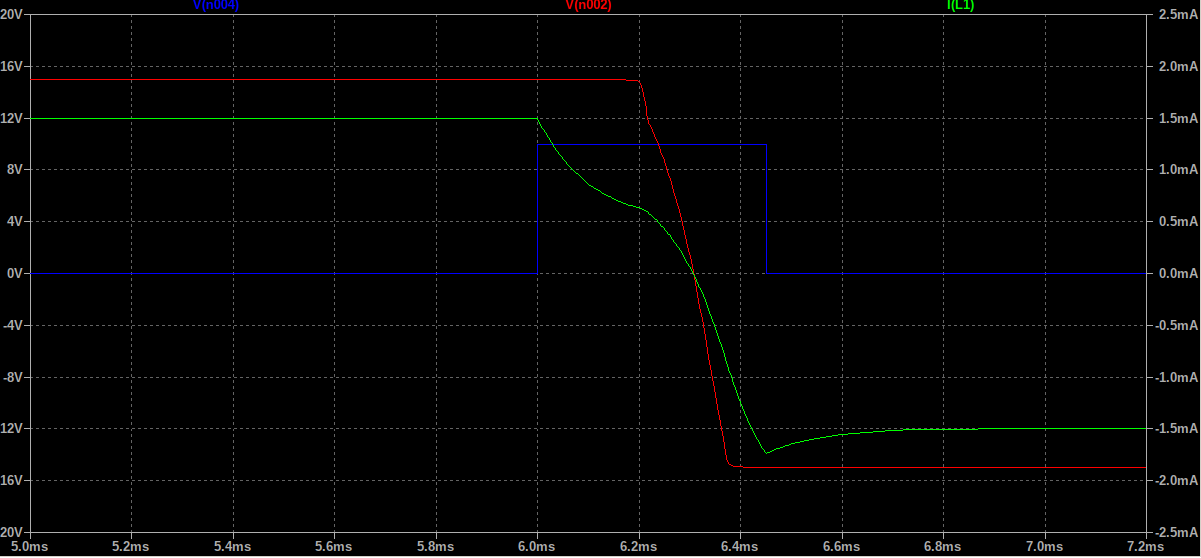 V(n004) V(n002) I(L1)
20V 2.5mA
16V 2.0mA
12V 1.5mA
8V 1.0mA
4V 0.5mA
0V 0.0mA
-4V -0.5mA
-8V -1.0mA
12V -1.5mA
16V -2.0mA
20V -2.5mA
5.0ms 5.2ms 5.4ms 5.6ms 5.8ms 6.0ms 6.2ms 6.4ms 6.6ms 6.8ms 7.0ms 7.2ms